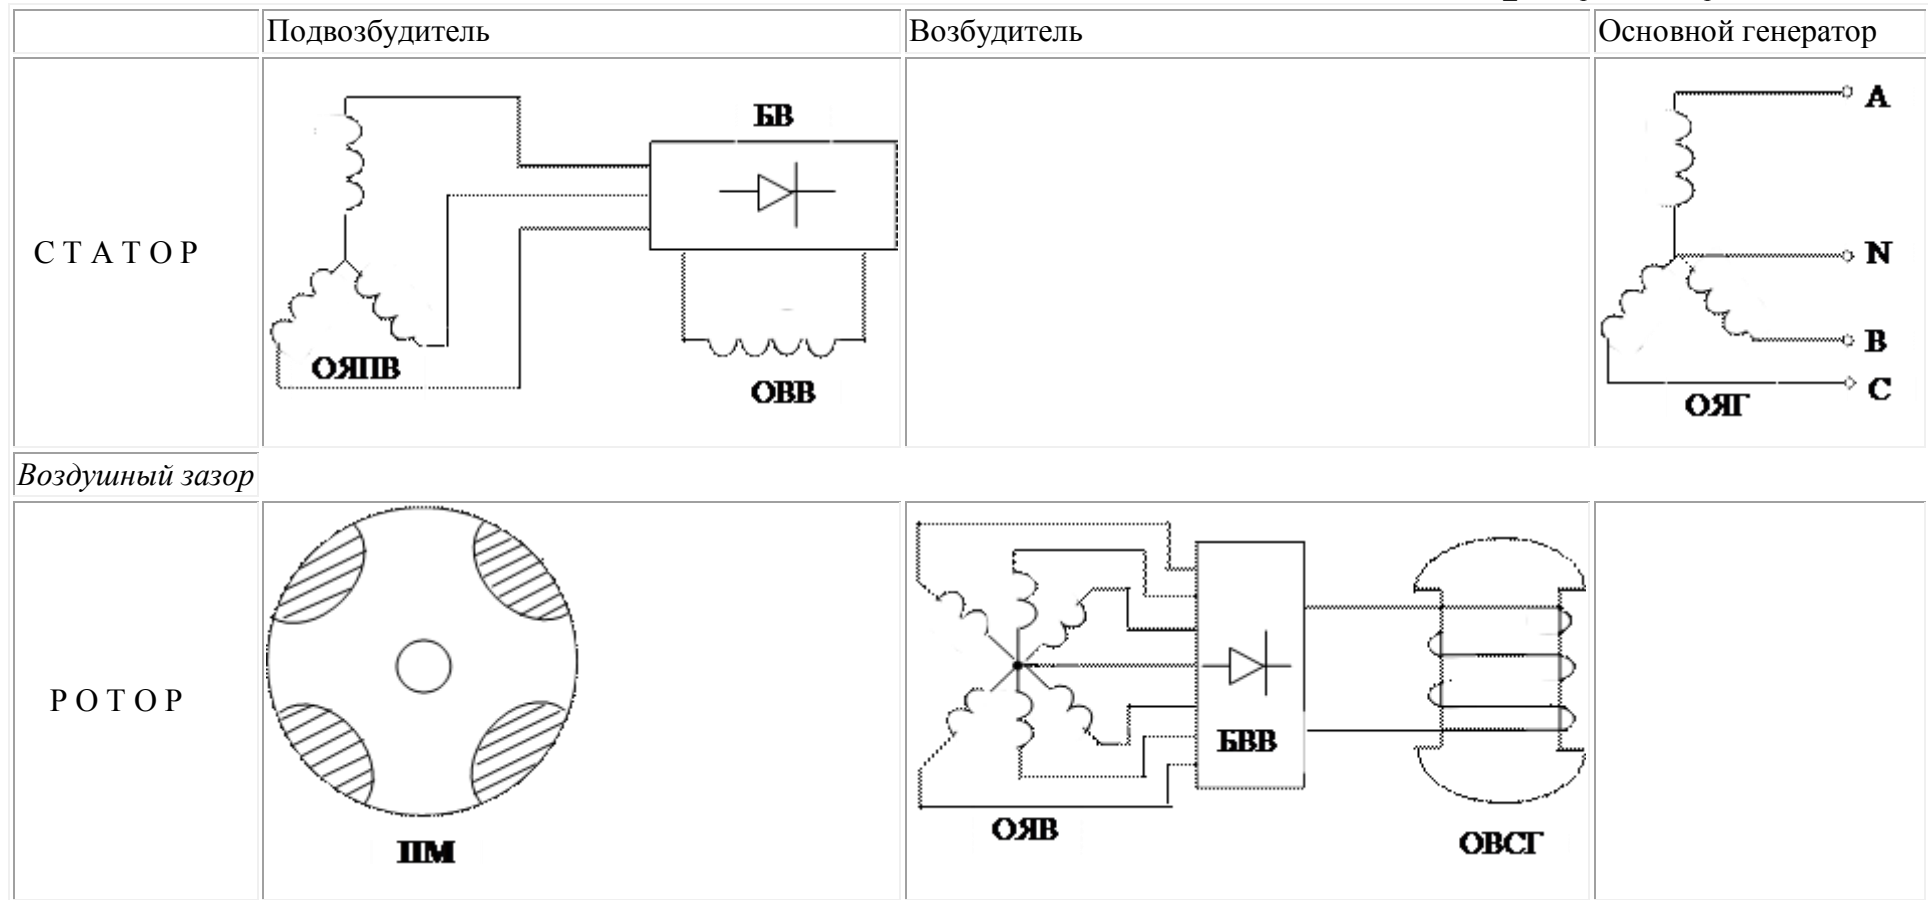 Подвозбудитель
Возбудитель
Основной генератор
С Т А Т О Р
БВ
ОЯПВ
ОВВ
A
N
B
C
ОЯГ
Воздушный зазор
Р О Т О Р
ПМ
ОЯВ
БВВ
ОВСГ